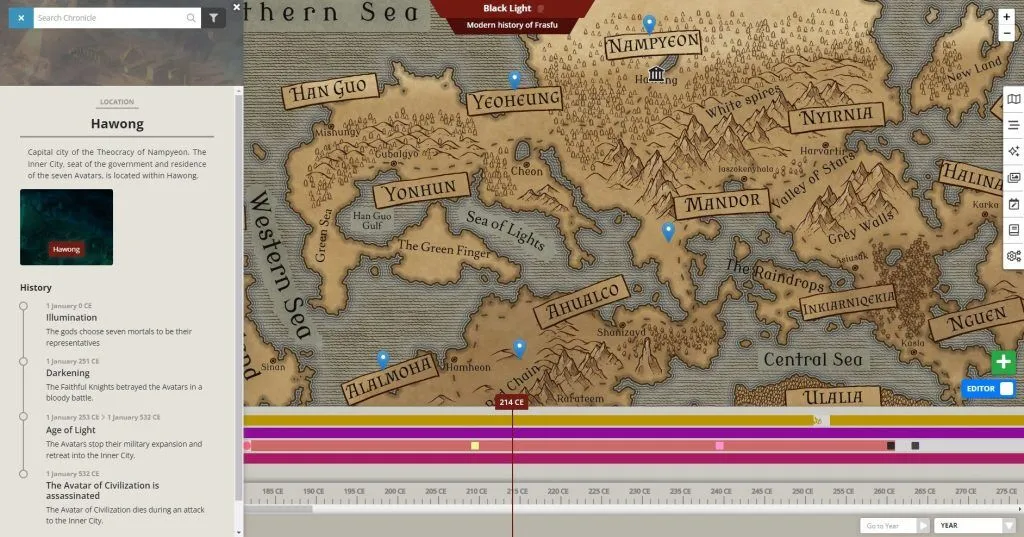 Search Chronicle
LOCATION
Hawong
Capital city of the Theocracy of Nampyeon. The
Inner City, seat of the government and residence
of the seven Avatars, is located within Hawong.
Hawong
History
1 January 0 CE
Illumination
The gods choose seven mortals to be their
representatives
1 January 251 CE
Darkening
The Faithful Knights betrayed the Avatars in a
bloody battle.
1 January 253 CE > 1 January 532 CE
Age of Light
The Avatars stop their military expansion and
retreat into the Inner City.
1 January 532 CE
The Avatar of Civilization is
assassinated
The Avatar of Civilization dies during an attack
to the Inner City.
Black Light
Modern history of Frasfu
thern Sea
NAMPYEON
New Land
HAN GUO
YEOHEUNG
White spires
NYIRNIA
Mishungy
Gubalgyo
Harvarlir
Cheon
Iaszokenyhola
Valley of Stars
HALINA
YONHUN
MANDOR
Karka
Han Guo
Gulf
Sea of Lights
Green Sea
Grey Walls
Western Sea
The Green Finger
Asiusak
The Raindrops
AHUALCO
INKIARNIQEKIA
NGUEN
Shanizayd
Kasla
Sinan
ALALMOHA
Hamheon
Central Sea
Chain
Rarateem
ULALIA
+
−
EDITOR
214 CE
185 CE
190 CE
195 CE
200 CE
205 CE
210 CE
215 CE
220 CE
225 CE
230 CE
235 CE
240 CE
245 CE
250 CE
255 CE
260 CE
265 CE
270 CE
275 CE
Go to Year
YEAR